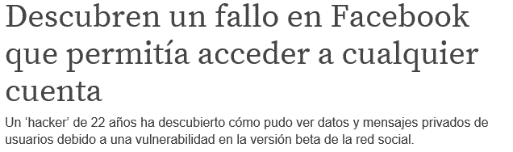 Descubren un fallo en Facebook
que permitía acceder a cualquier
cuenta
Un ‘hacker’ de 22 años ha descubierto cómo pudo ver datos y mensajes privados de
usuarios debido a una vulnerabilidad en la versión beta de la red social.